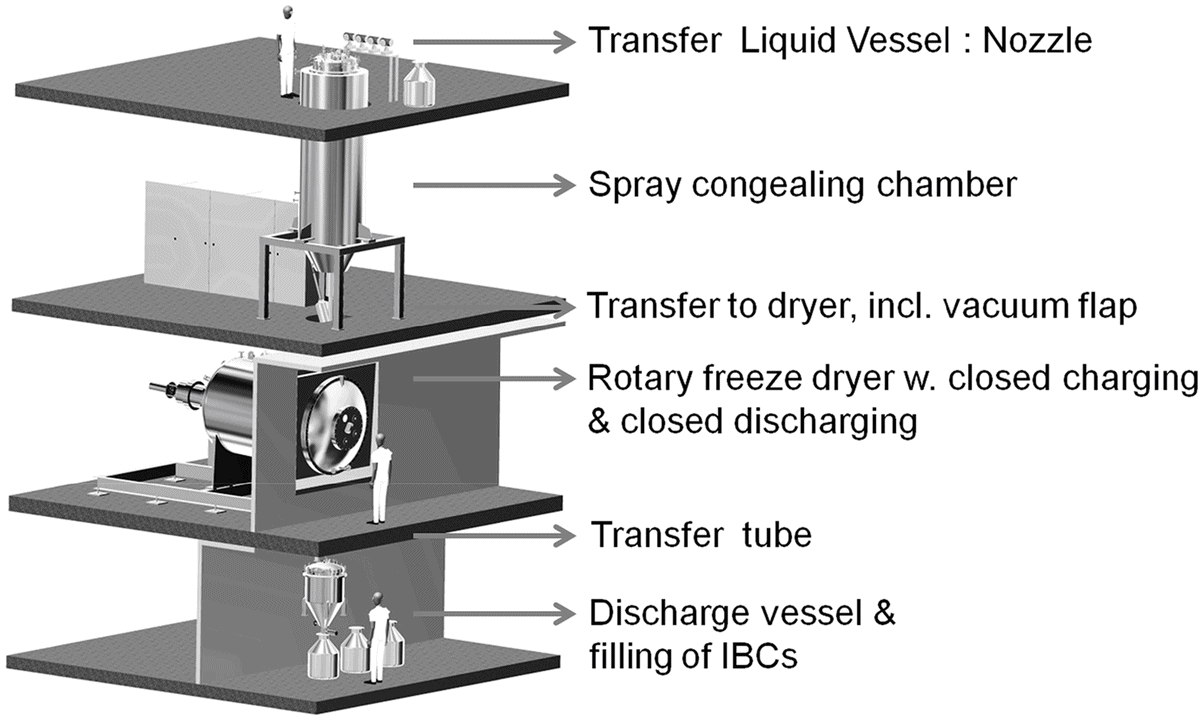 Transfer Liquid Vessel : Nozzle
Spray congealing chamber
Transfer to dryer, incl. vacuum flap
Rotary freeze dryer w. closed charging
& closed discharging
Transfer tube
Discharge vessel &
filling of IBCs